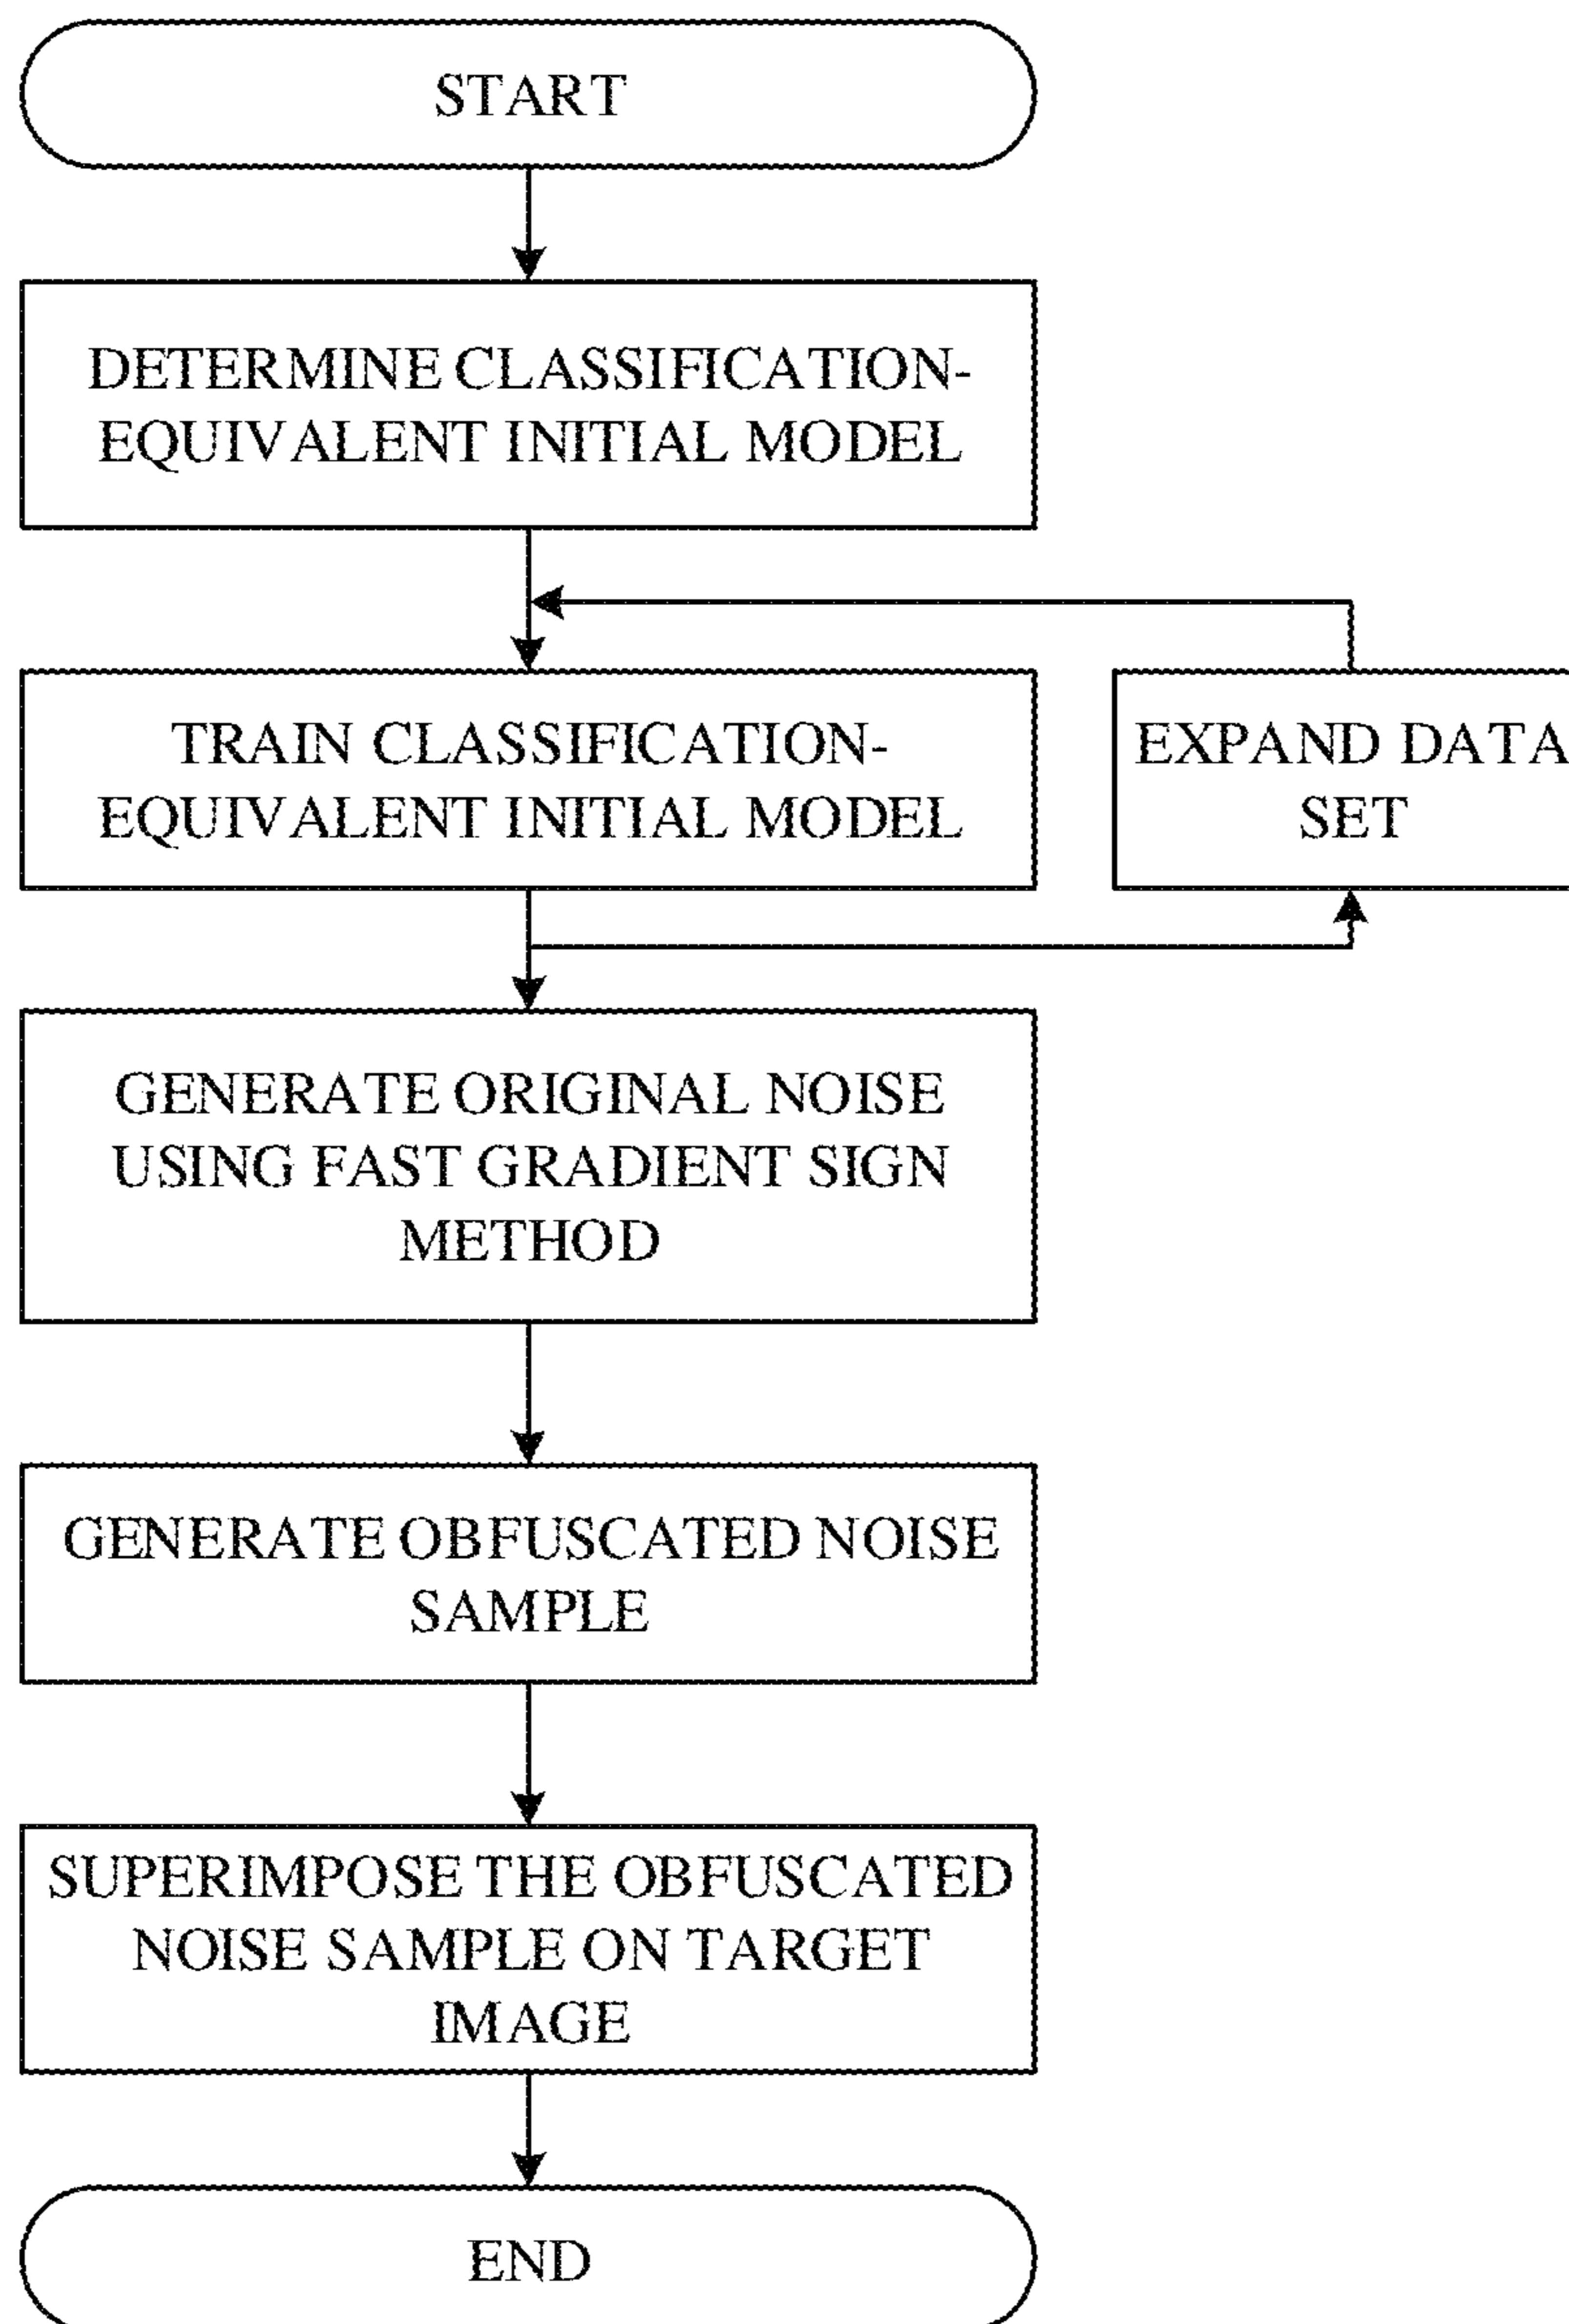 START
DETERMINE CLASSIFICATION-
EQUIVALENT INITIAL MODEL
TRAIN CLASSIFICATION-
EQUIVALENT INITIAL MODEL
EXPAND DATA
SET
GENERATE ORIGINAL NOISE
USING FAST GRADIENT SIGN
METHOD
GENERATE OBFUSCATED NOISE
SAMPLE
SUPERIMPOSE THE OBFUSCATED
NOISE SAMPLE ON TARGET
IMAGE
END